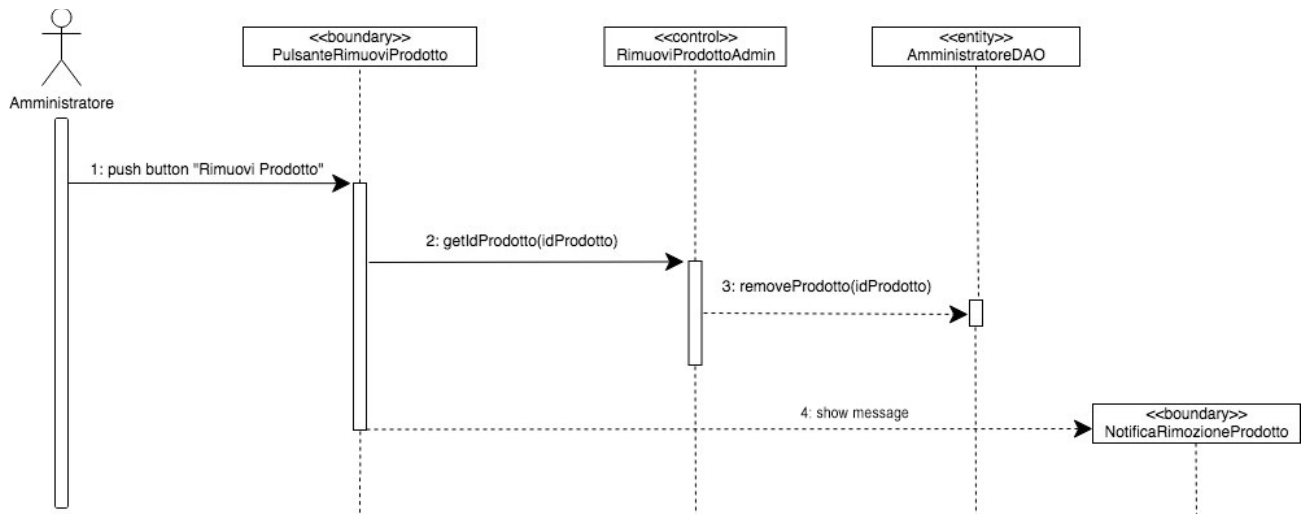 <<boundary>>
PulsanteRimuoviProdotto
<<control>>
RimuoviProdottoAdmin
<<entity>>
AmministratoreDAO
Amministratore
1: push button "Rimuovi Prodotto"
2: getIdProdotto(idProdotto)
3: removeProdotto(idProdotto)
4: show message
<<boundary>>
NotificaRimozioneProdotto